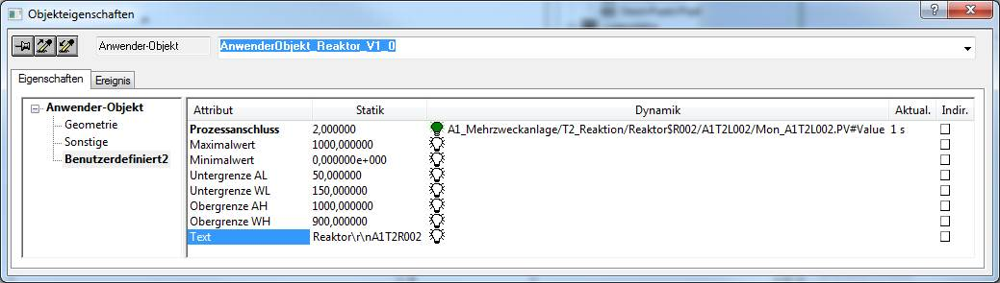 Objekteigenschaften
Anwender-Objekt AnwenderObjekt_Reaktor_V1_0
Eigenschaften Ereignis
Anwender-Objekt
Geometrie
Sonstige
Benutzerdefiniert2
Attribut Statik Dynamik Aktual. Indir.
Prozessanschluss 2,000000 A1_Mehrzweckanlage/T2_Reaktion/Reaktor$R002/A1T2L002/Mon_A1T2L002.PV#Value 1 s
Maximalwert 1000,000000
Minimalwert 0,000000e+000
Untergrenze AL 50,000000
Untergrenze WL 150,000000
Obergrenze AH 1000,000000
Obergrenze WH 900,000000
Text Reaktor\r\nA1T2R002